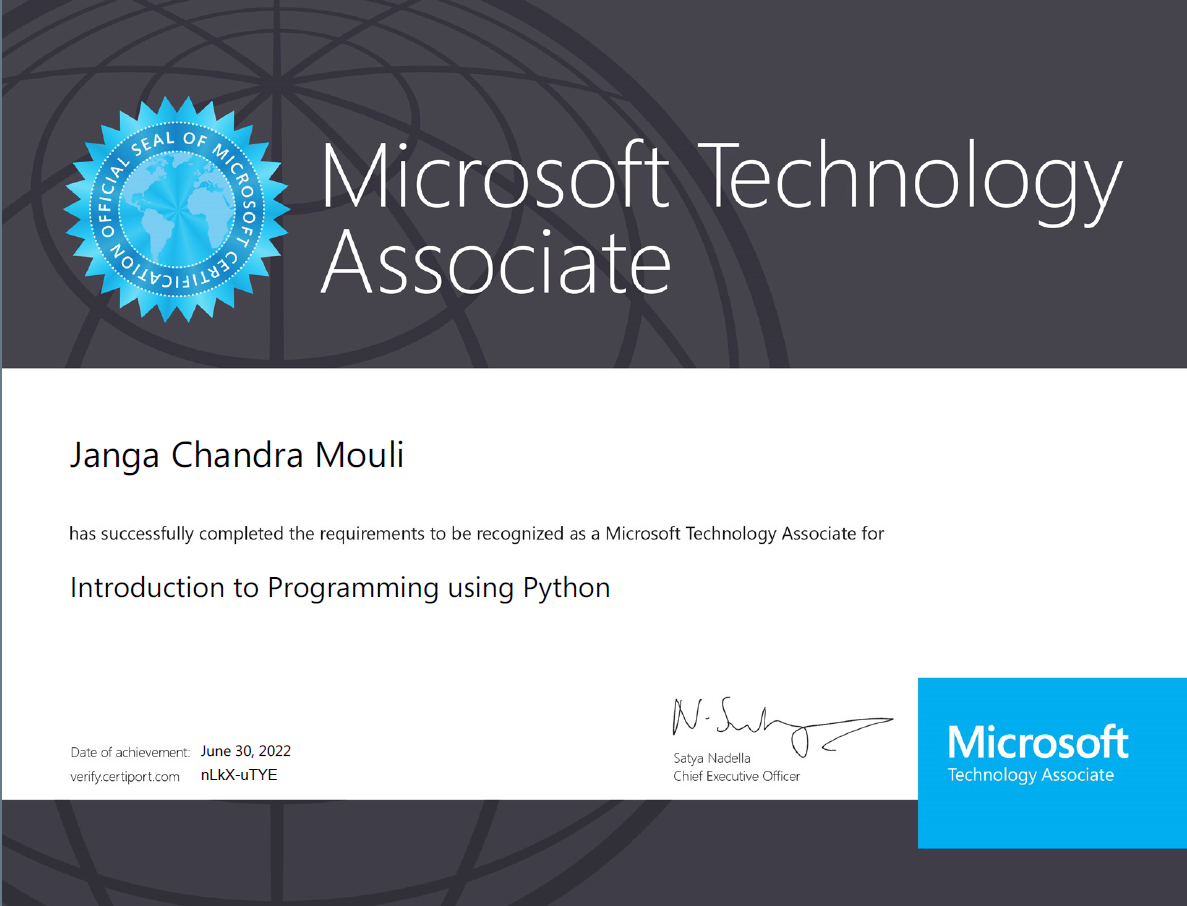 OFFICIAL SEAL OF MICROSOFT CERTIFICATION
Microsoft Technology
Associate
Janga Chandra Mouli
has successfully completed the requirements to be recognized as a Microsoft Technology Associate for
Introduction to Programming using Python
Date of achievement: June 30, 2022
verify.certiport.com nLkX-uTYE
Satya Nadella
Chief Executive Officer
Microsoft
Technology Associate